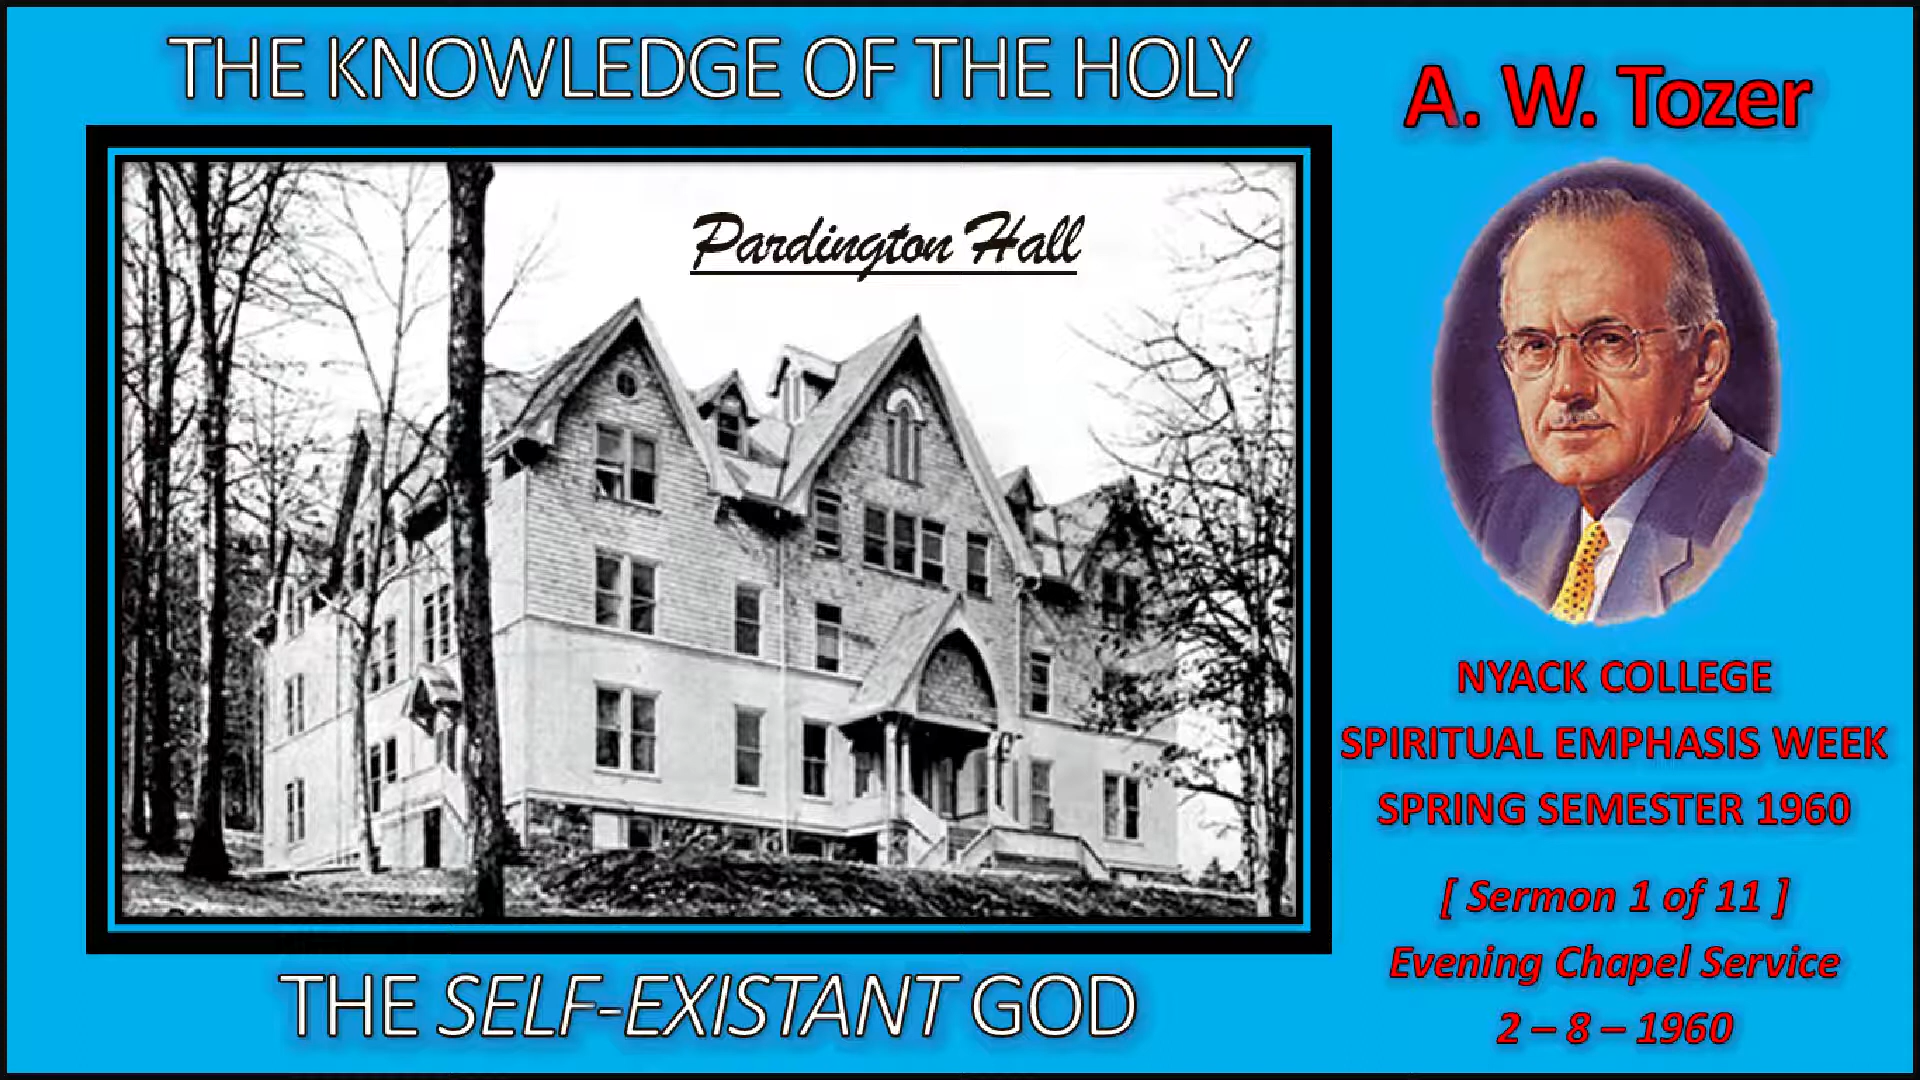 THE KNOWLEDGE OF THE HOLY
A. W. Tozer
Pardington Hall
NYACK COLLEGE
SPIRITUAL EMPHASIS WEEK
SPRING SEMESTER 1960
[ Sermon 1 of 11 ]
Evening Chapel Service
2 – 8 – 1960
THE SELF-EXISTANT GOD